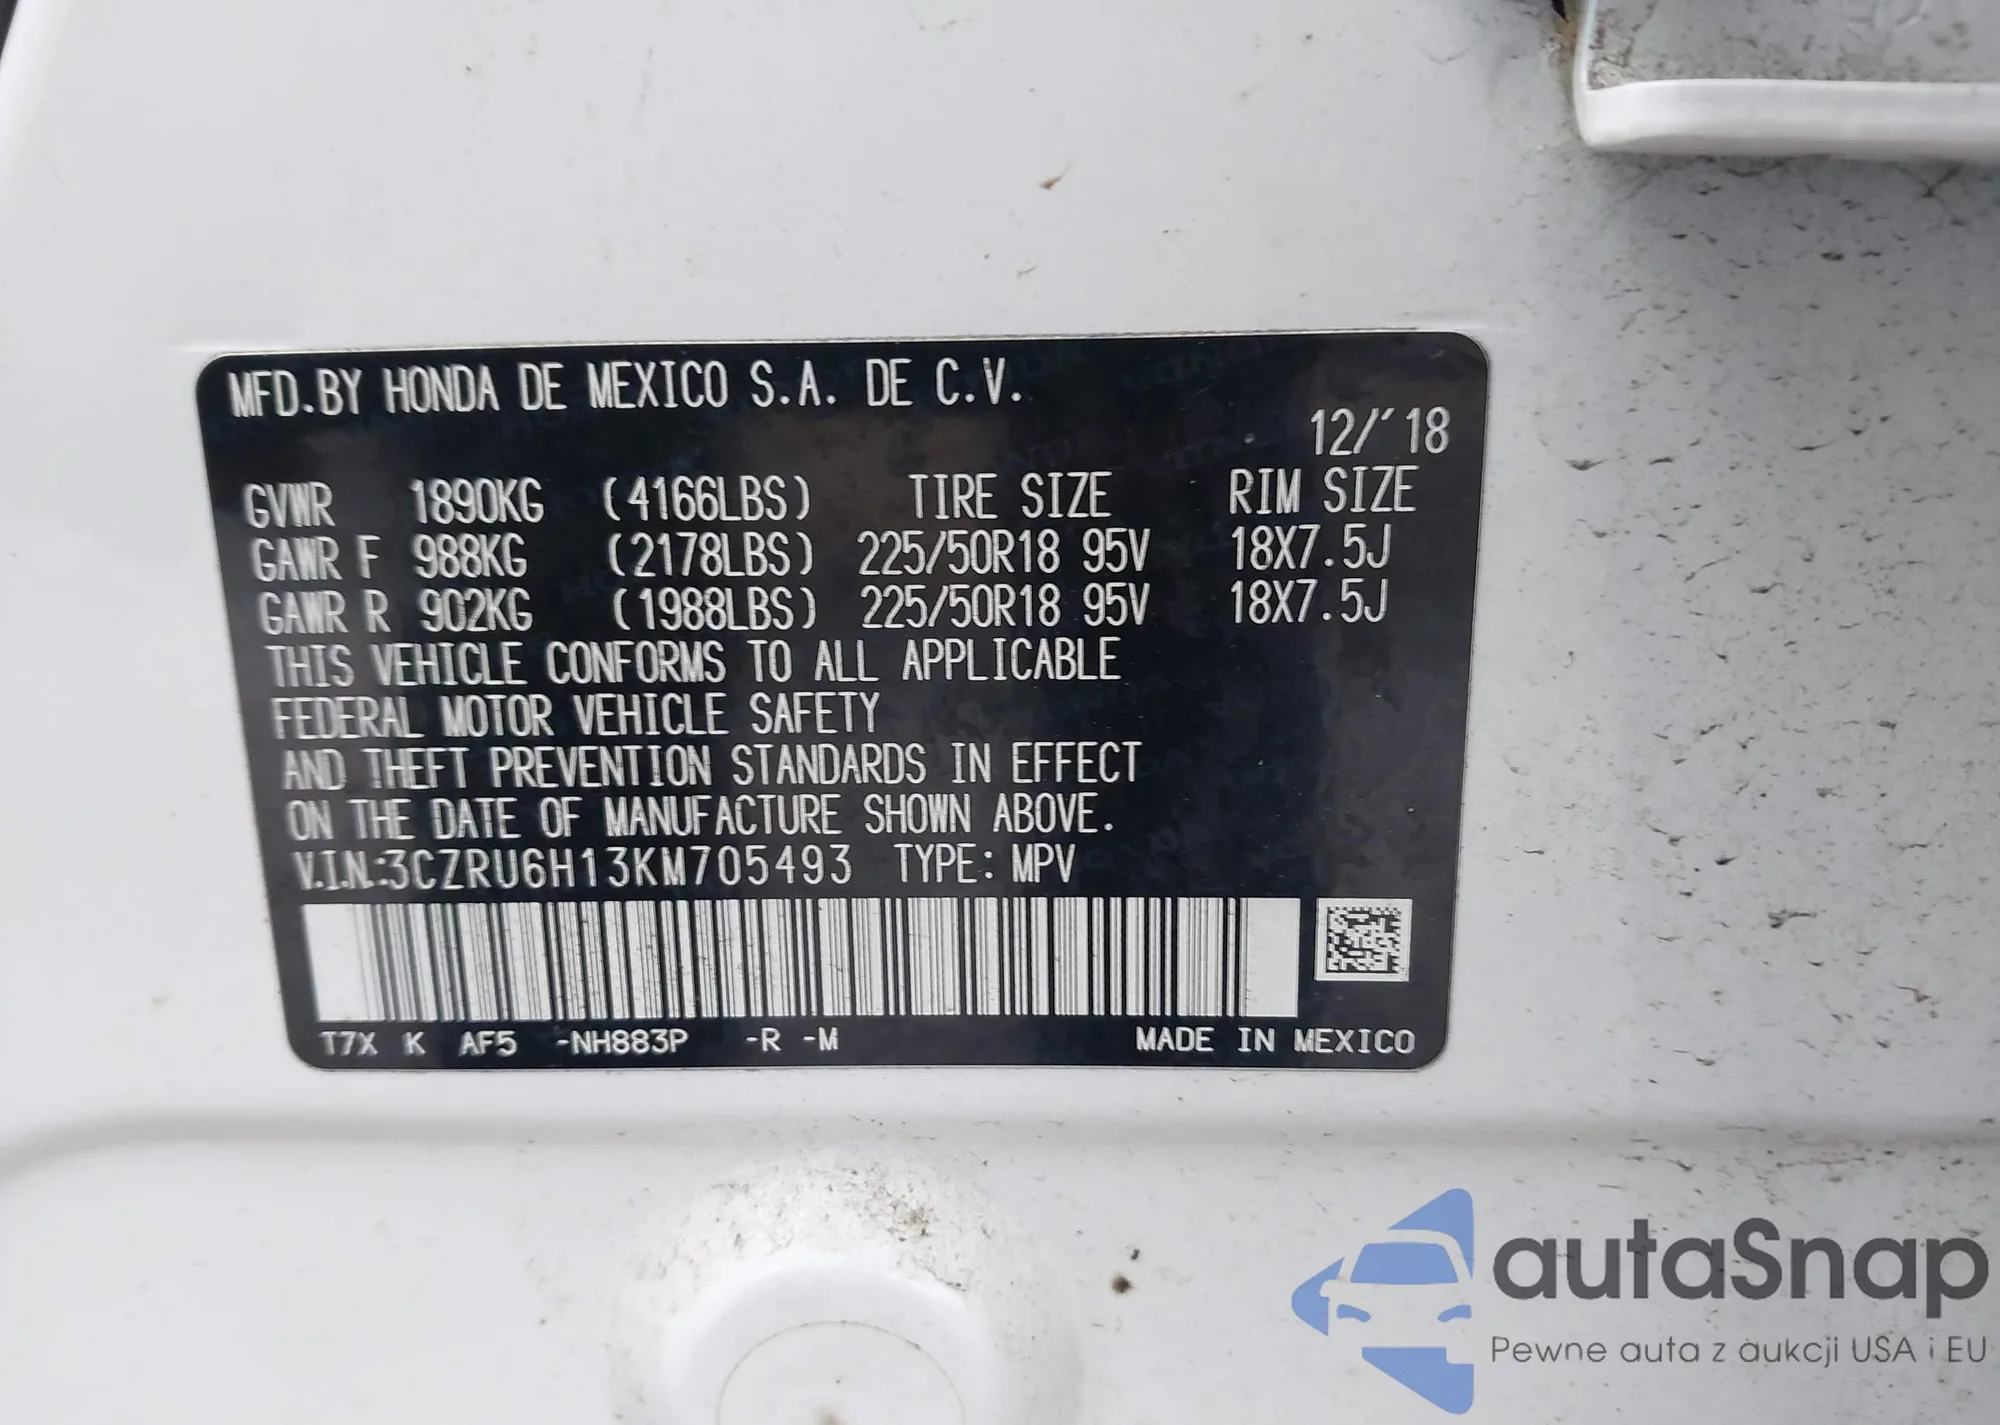 MFD.BY HONDA DE MEXICO S.A. DE C.V.
12/'18
GVWR 1890KG (4166LBS) TIRE SIZE RIM SIZE
GAWR F 988KG (2178LBS) 225/50R18 95V 18X7.5J
GAWR R 902KG (1988LBS) 225/50R18 95V 18X7.5J
THIS VEHICLE CONFORMS TO ALL APPLICABLE
FEDERAL MOTOR VEHICLE SAFETY
AND THEFT PREVENTION STANDARDS IN EFFECT
ON THE DATE OF MANUFACTURE SHOWN ABOVE.
V.I.N.:3CZRU6H13KM705493 TYPE: MPV
T7X K AF5 -NH883P -R -M MADE IN MEXICO
autaSnap
Pewne auta z aukcji USA i EU